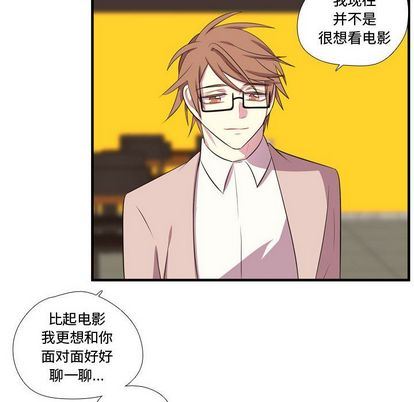 我现在
并不是
很想看电影
比起电影
我更想和你
面对面好好
聊一聊...